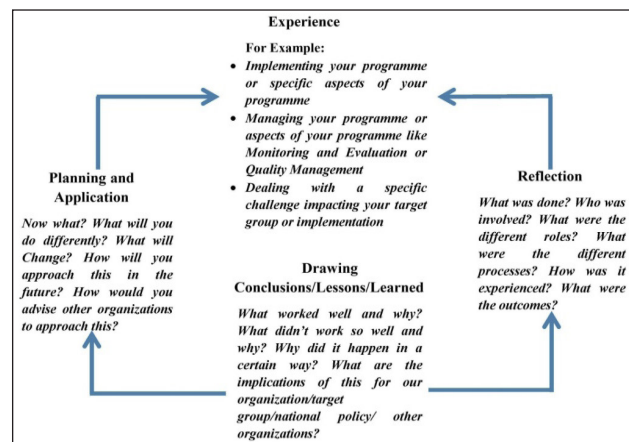 Experience
For Example:
• Implementing your programme
or specific aspects of your
programme
• Managing your programme or
aspects of your programme like
Monitoring and Evaluation or
Quality Management
• Dealing with a specific
challenge impacting your target
group or implementation
Planning and
Application
Now what? What will you
do differently? What will
Change? How will you
approach this in the
future? How would you
advise other organizations
to approach this?
Reflection
What was done? Who was
involved? What were the
different roles? What
were the different
processes? How was it
experienced? What were
the outcomes?
Drawing
Conclusions/Lessons/Learned
What worked well and why?
What didn't work so well and
why? Why did it happen in a
certain way? What are the
implications of this for our
organization/target
group/national policy/ other
organizations?